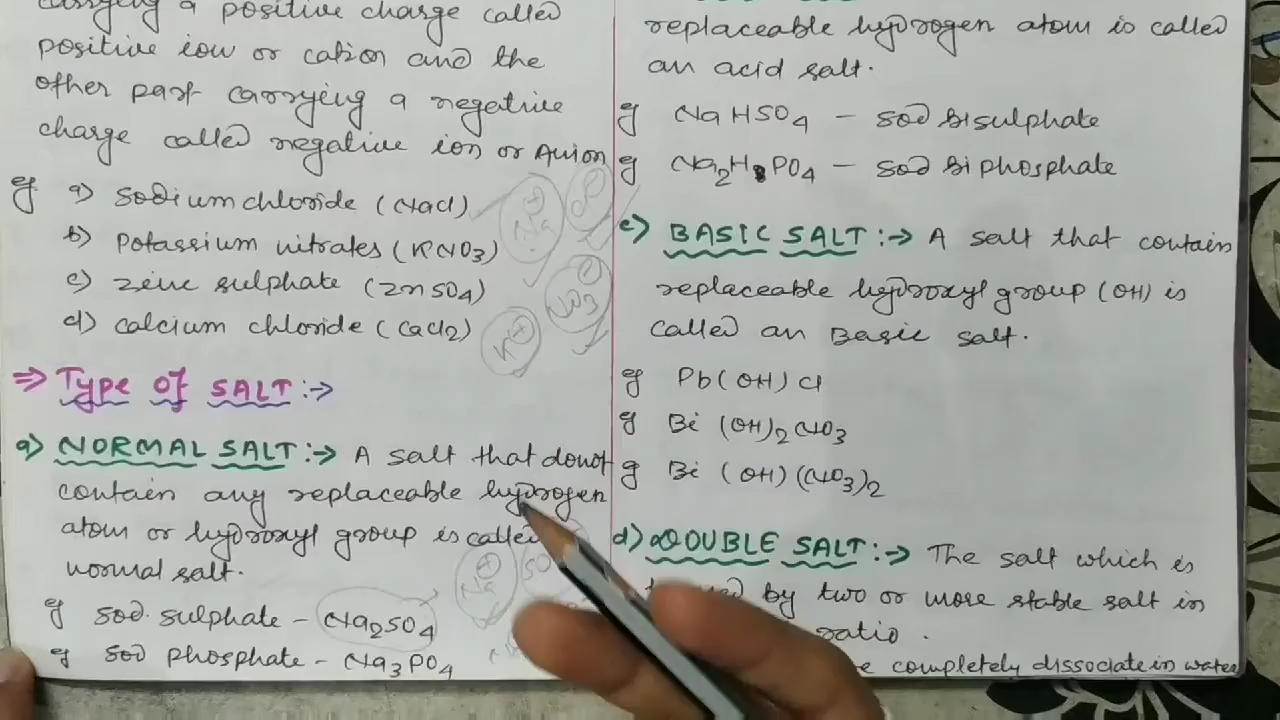 carrying a positive charge called
positive ion or cation and the
other part carrying a negative
charge called negative ion or Anion
eg a) sodium chloride (NaCl)
b) potassium nitrates (KNO3)
c) zinc sulphate (ZnSO4)
d) calcium chloride (CaCl2)
Na+
NO3
K+
⇒ Type of SALT :→
a) NORMAL SALT :→ A salt that donot
contain any replaceable hydrogen
atom or hydroxyl group is called
normal salt.
Na+
eg sod. sulphate - Na2SO4
eg sod phosphate - Na3PO4
replaceable hydrogen atom is called
an acid salt.
eg NaHSO4 - sod bisulphate
eg Na2HPO4 - sod biphosphate
c) BASIC SALT :→ A salt that contain
replaceable hydroxyl group (OH) is
called an Basic salt.
eg Pb(OH)Cl
eg Bi (OH)2NO3
eg Bi (OH)(NO3)2
d) DOUBLE SALT :→ The salt which is
by two or more stable salt in
ratio.
completely dissociate in water